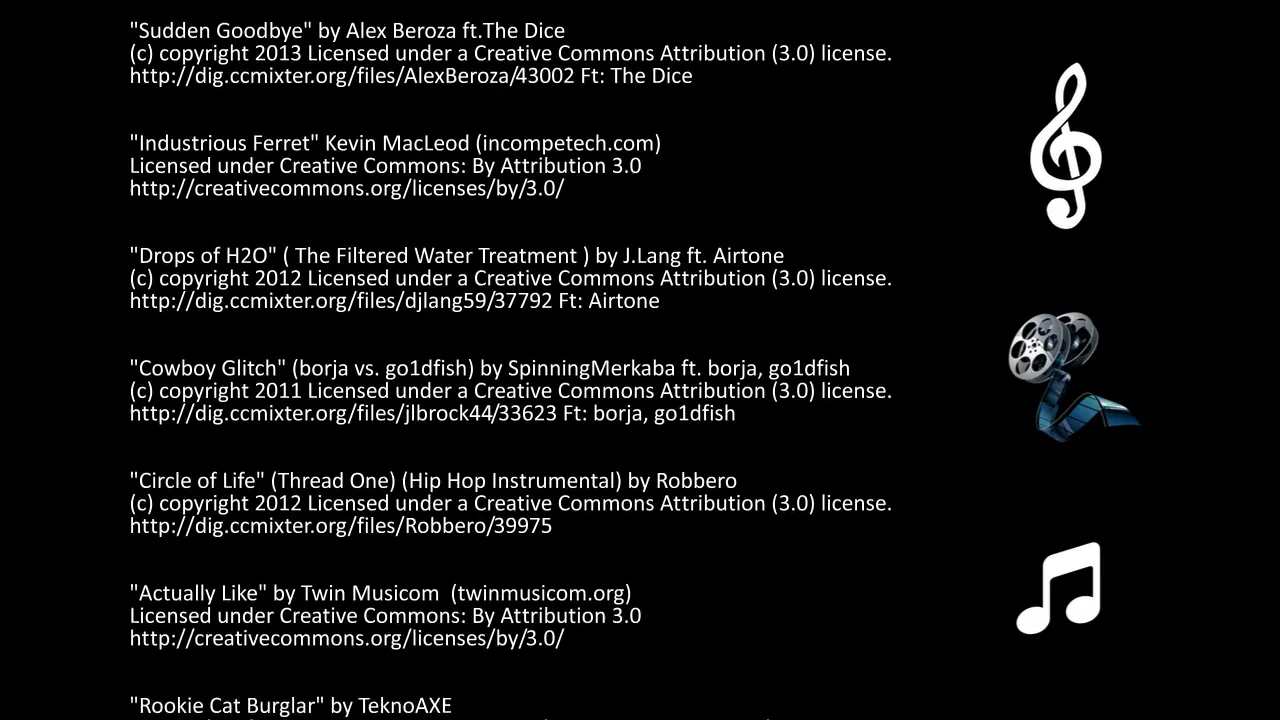 "Sudden Goodbye" by Alex Beroza ft.The Dice
(c) copyright 2013 Licensed under a Creative Commons Attribution (3.0) license.
http://dig.ccmixter.org/files/AlexBeroza/43002 Ft: The Dice
"Industrious Ferret" Kevin MacLeod (incompetech.com)
Licensed under Creative Commons: By Attribution 3.0
http://creativecommons.org/licenses/by/3.0/
"Drops of H2O" ( The Filtered Water Treatment ) by J.Lang ft. Airtone
(c) copyright 2012 Licensed under a Creative Commons Attribution (3.0) license.
http://dig.ccmixter.org/files/djlang59/37792 Ft: Airtone
"Cowboy Glitch" (borja vs. go1dfish) by SpinningMerkaba ft. borja, go1dfish
(c) copyright 2011 Licensed under a Creative Commons Attribution (3.0) license.
http://dig.ccmixter.org/files/jlbrock44/33623 Ft: borja, go1dfish
"Circle of Life" (Thread One) (Hip Hop Instrumental) by Robbero
(c) copyright 2012 Licensed under a Creative Commons Attribution (3.0) license.
http://dig.ccmixter.org/files/Robbero/39975
"Actually Like" by Twin Musicom  (twinmusicom.org)
Licensed under Creative Commons: By Attribution 3.0
http://creativecommons.org/licenses/by/3.0/
"Rookie Cat Burglar" by TeknoAXE